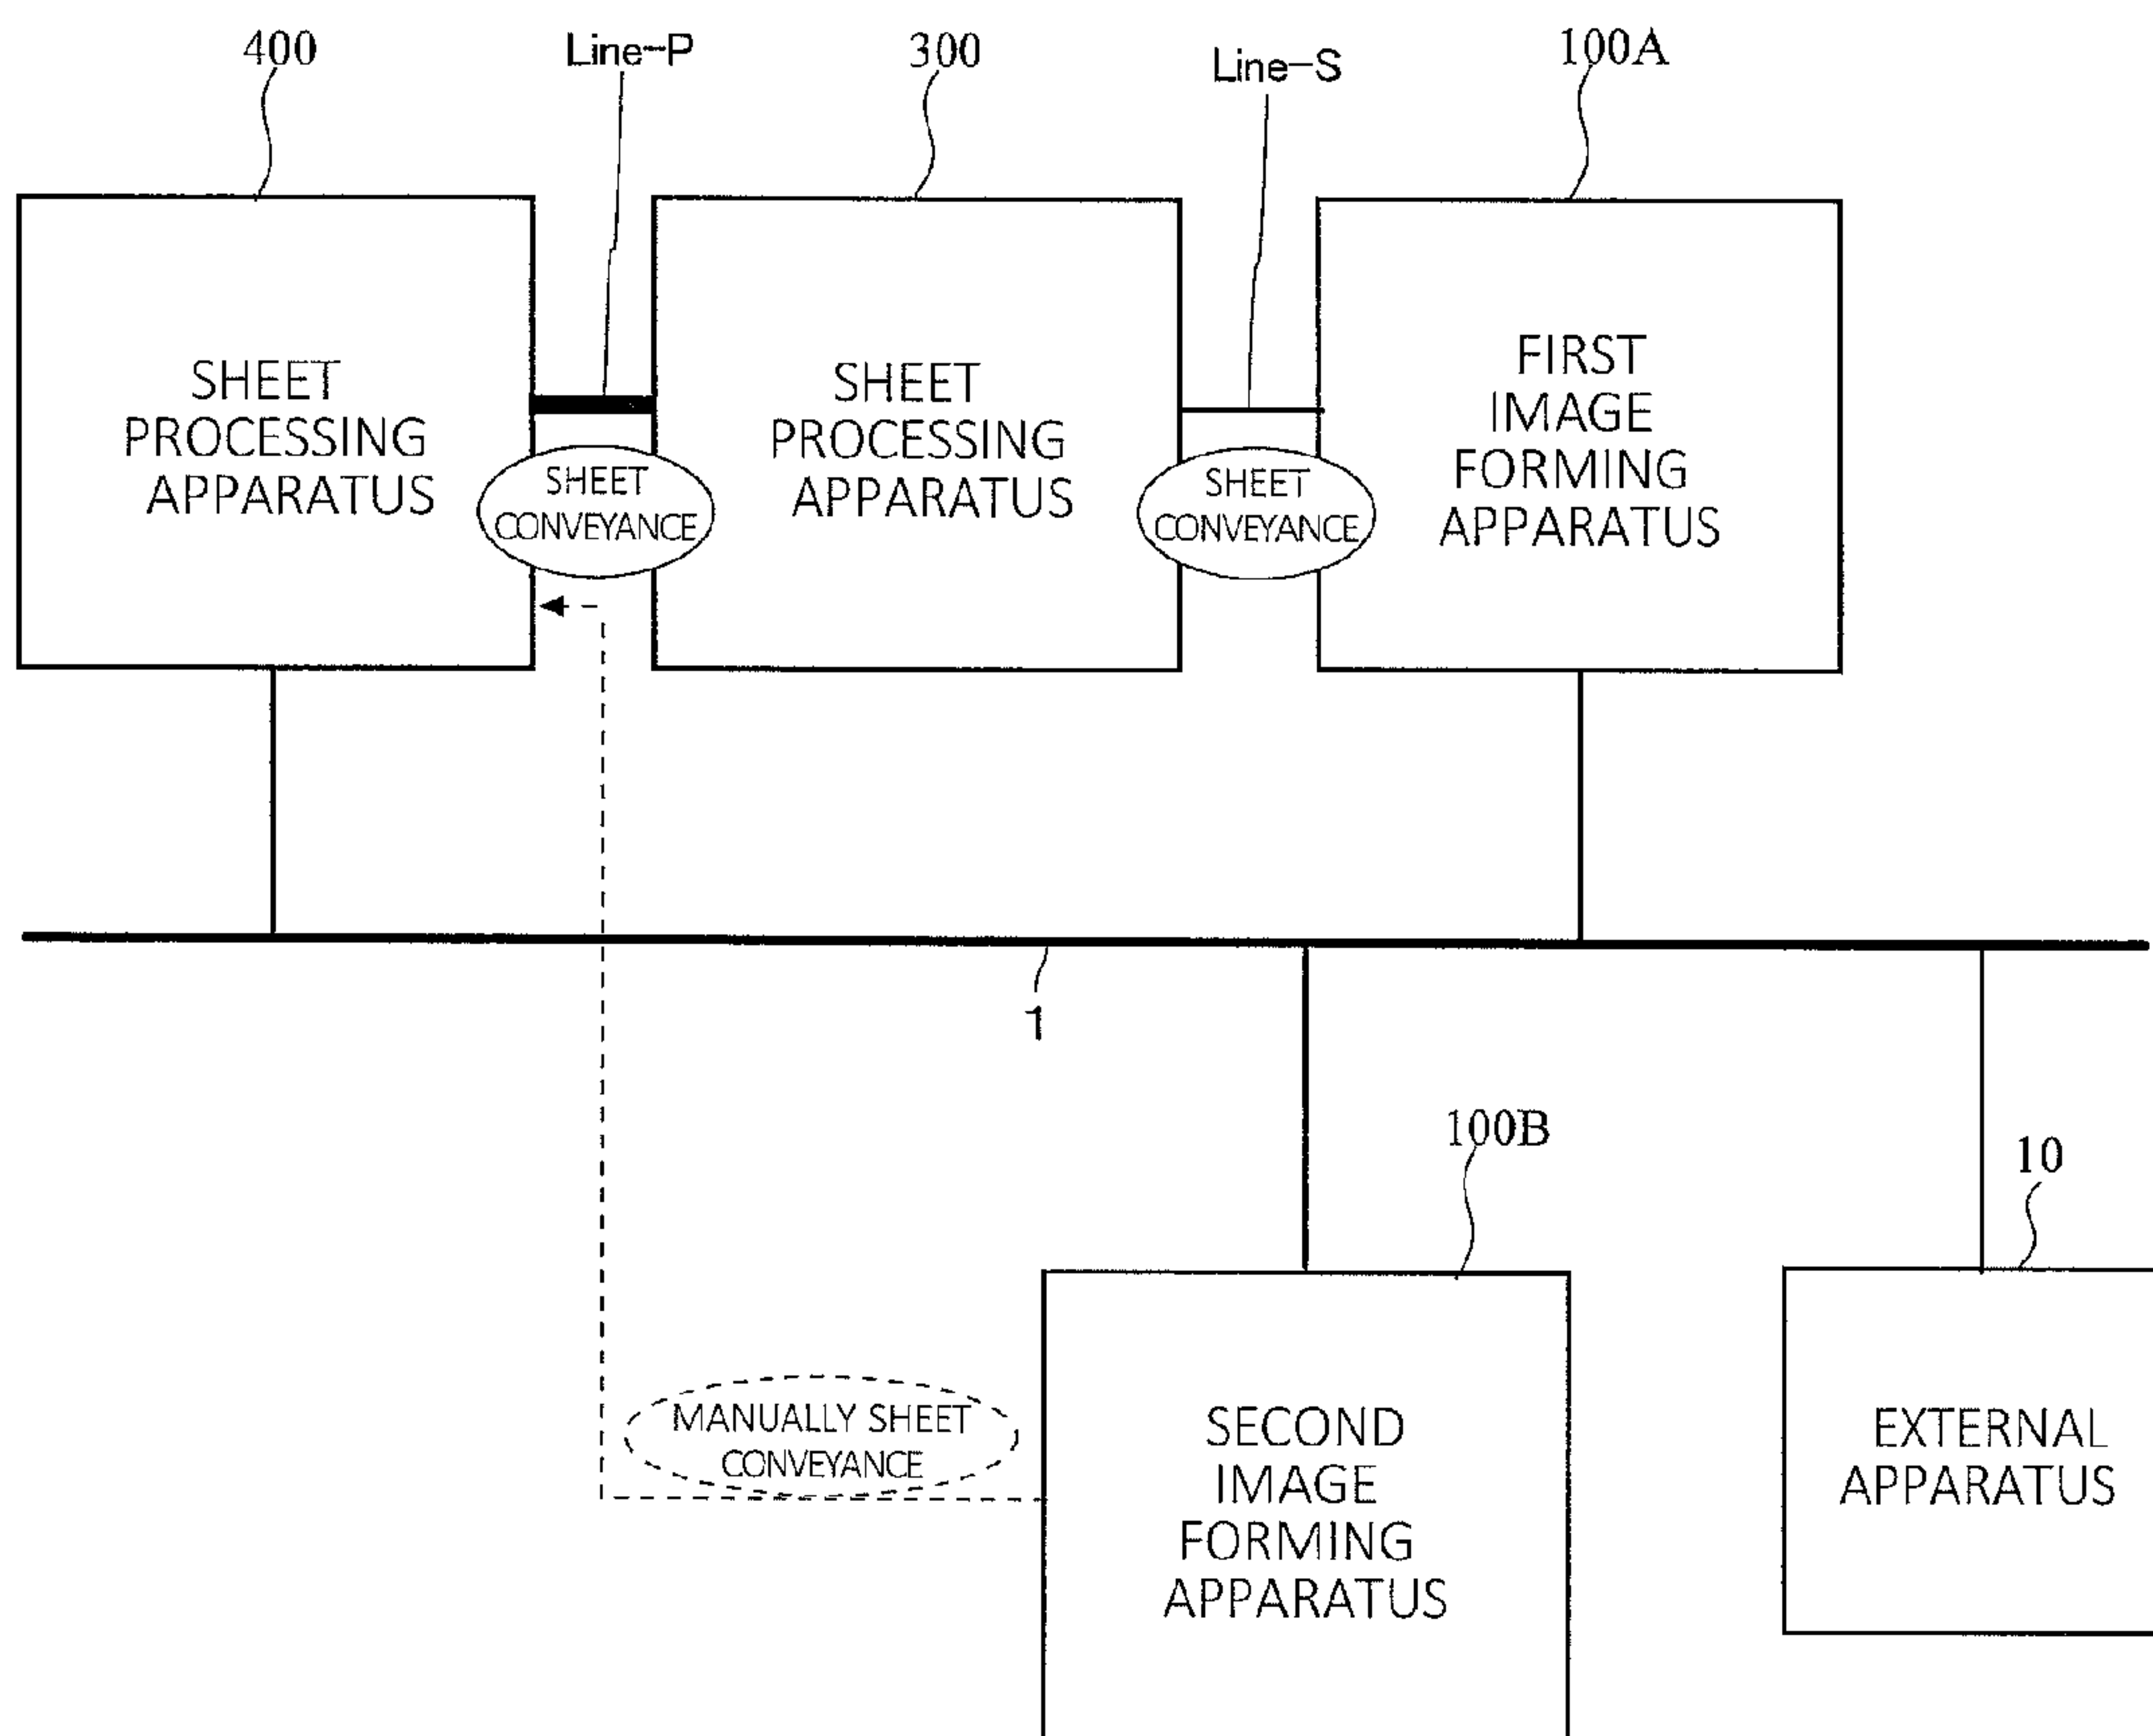 400
Line-P
300
Line-S
100A
SHEET
PROCESSING
APPARATUS
SHEET
CONVEYANCE
SHEET
PROCESSING
APPARATUS
SHEET
CONVEYANCE
FIRST
IMAGE
FORMING
APPARATUS
1
100B
10
MANUALLY SHEET
CONVEYANCE
SECOND
IMAGE
FORMING
APPARATUS
EXTERNAL
APPARATUS